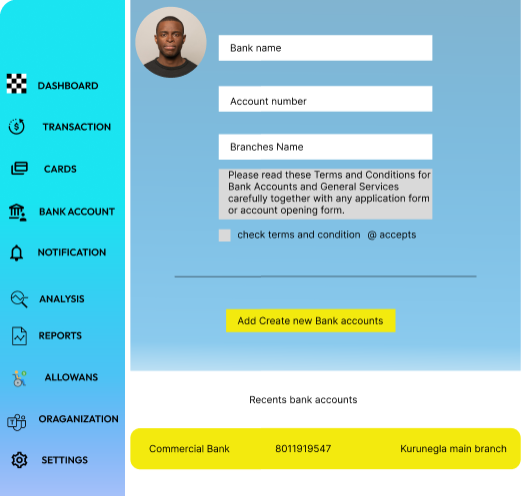 DASHBOARD
TRANSACTION
CARDS
BANK ACCOUNT
NOTIFICATION
ANALYSIS
REPORTS
ALLOWANS
ORAGANIZATION
SETTINGS
Bank name
Account number
Branches Name
Please read these Terms and Conditions for
Bank Accounts and General Services
carefully together with any application form
or account opening form.
check terms and condition @ accepts
Add Create new Bank accounts
Recents bank accounts
Commercial Bank 8011919547 Kurunegla main branch